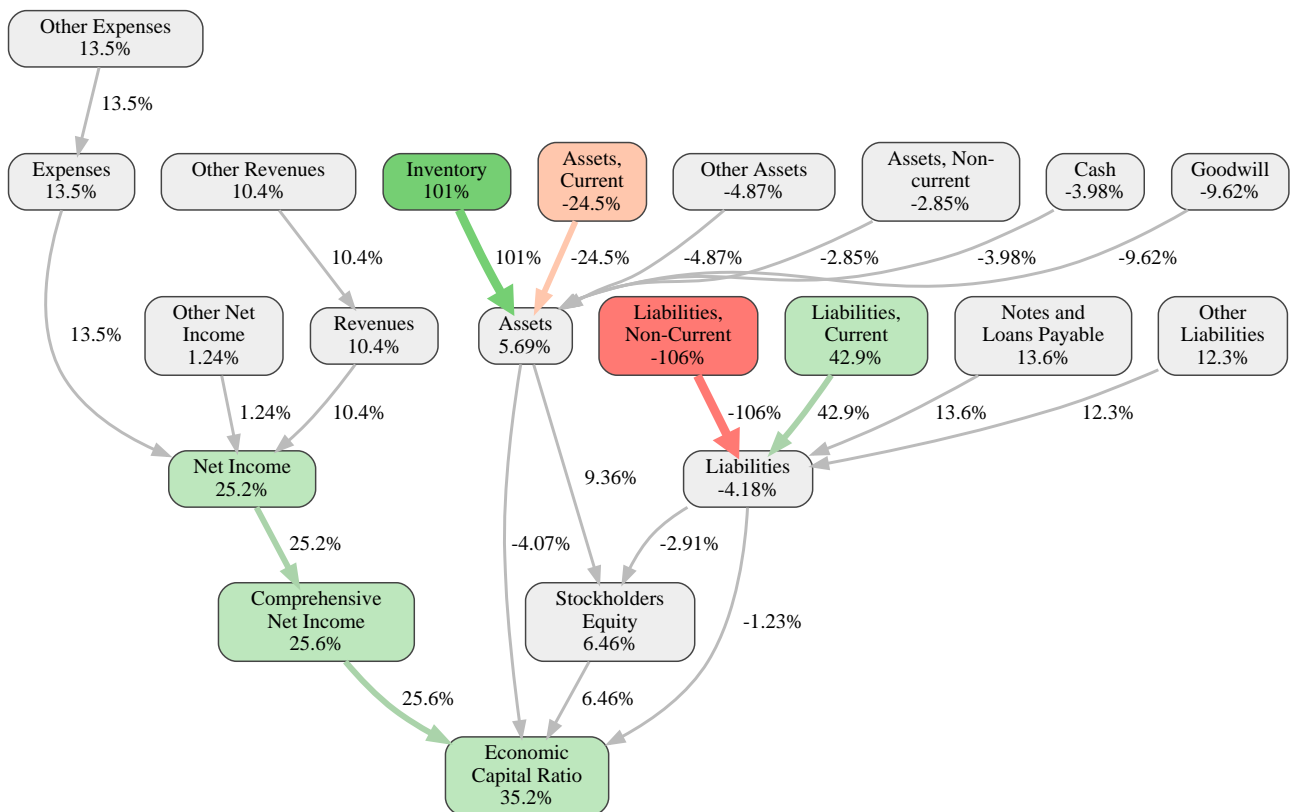 Other Expenses
13.5%
13.5%
Expenses
13.5%
Other Revenues
10.4%
Inventory
101%
Assets,
Current
-24.5%
Other Assets
-4.87%
Assets, Non-
current
-2.85%
Cash
-3.98%
Goodwill
-9.62%
10.4%
101%
-24.5%
-4.87%
-2.85%
-3.98%
-9.62%
13.5%
Other Net
Income
1.24%
Revenues
10.4%
Assets
5.69%
Liabilities,
Non-Current
-106%
Liabilities,
Current
42.9%
Notes and
Loans Payable
13.6%
Other
Liabilities
12.3%
1.24%
10.4%
-106%
42.9%
13.6%
12.3%
Net Income
25.2%
9.36%
Liabilities
-4.18%
25.2%
-4.07%
-2.91%
Comprehensive
Net Income
25.6%
Stockholders
Equity
6.46%
-1.23%
25.6%
6.46%
Economic
Capital Ratio
35.2%